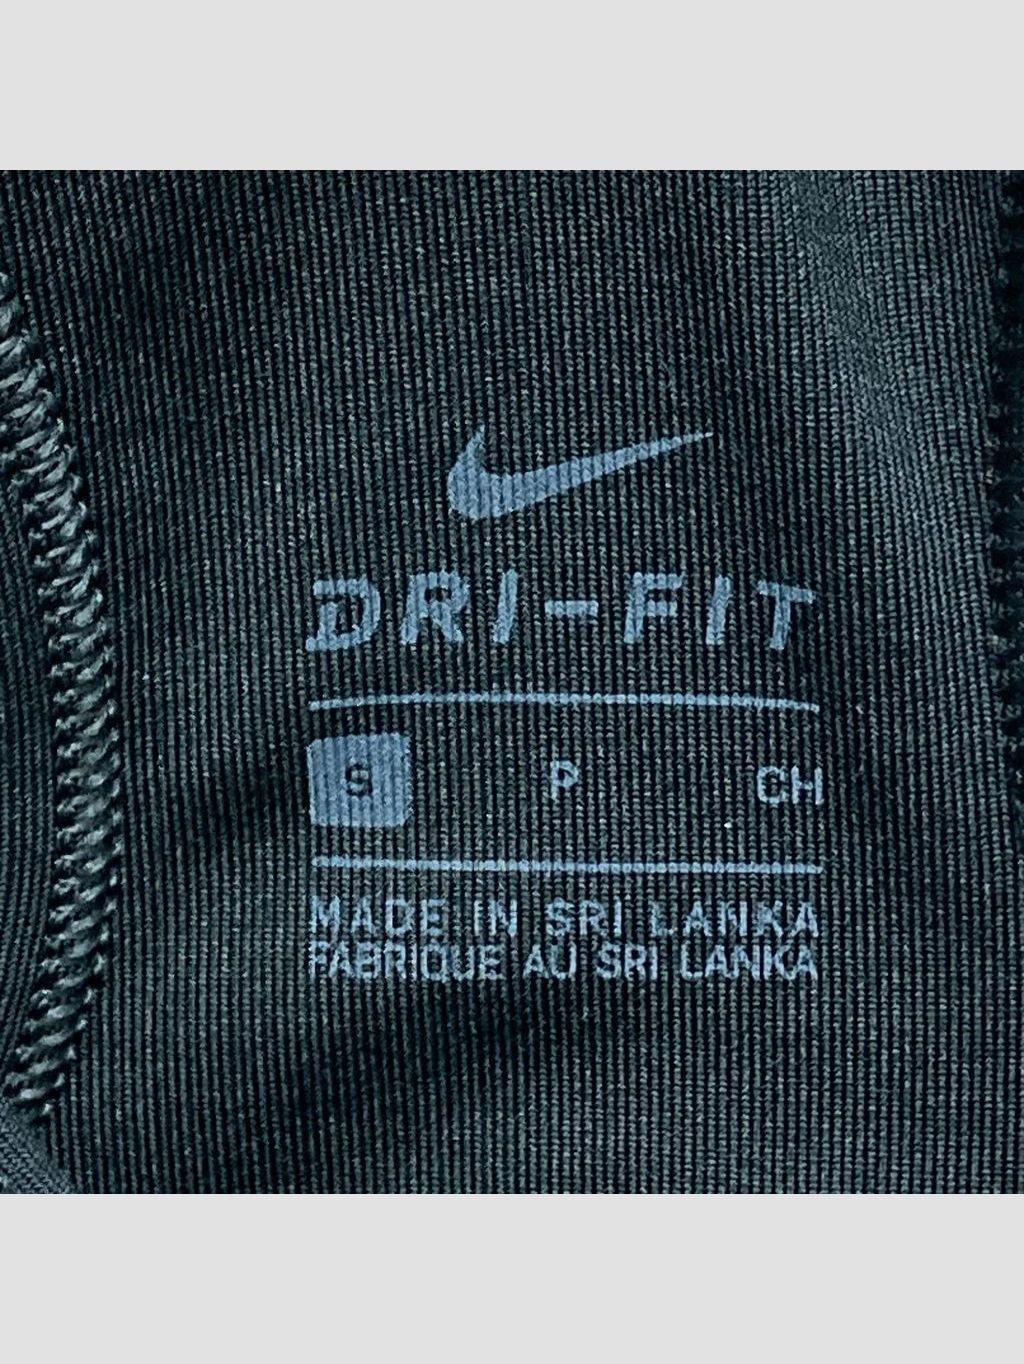 DRI-FIT
S P CH
MADE IN SRI LANKA
FABRIQUE AU SRI LANKA